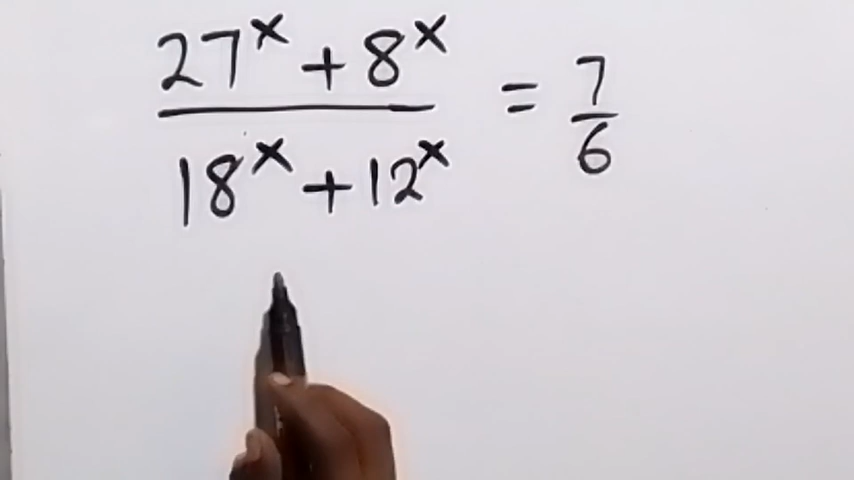 27^x + 8^x / 18^x + 12^x = 7/6